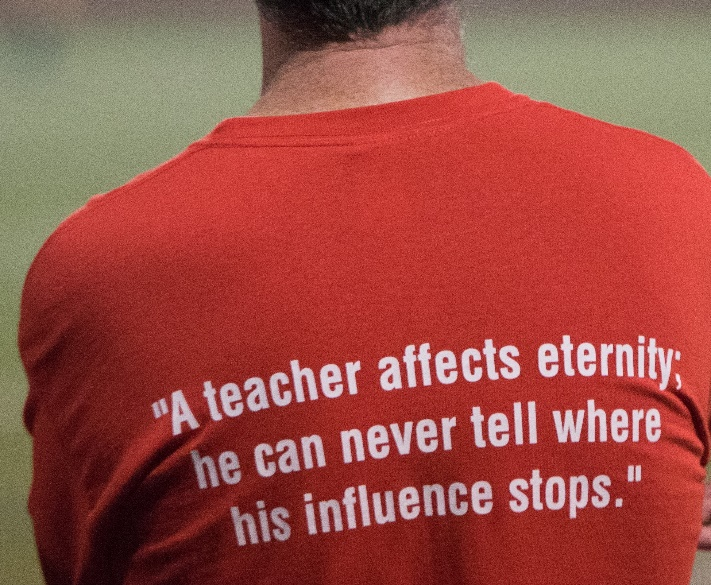 "A teacher affects eternity;
he can never tell where
his influence stops."